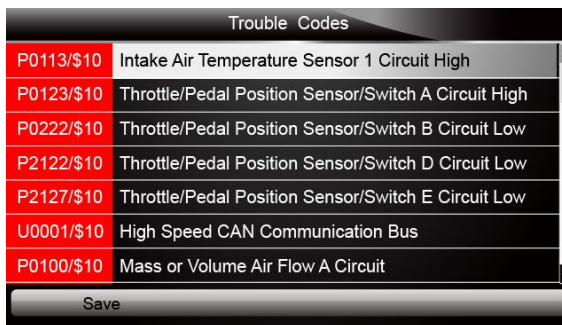 Trouble Codes
P0113/$10 Intake Air Temperature Sensor 1 Circuit High
P0123/$10 Throttle/Pedal Position Sensor/Switch A Circuit High
P0222/$10 Throttle/Pedal Position Sensor/Switch B Circuit Low
P2122/$10 Throttle/Pedal Position Sensor/Switch D Circuit Low
P2127/$10 Throttle/Pedal Position Sensor/Switch E Circuit Low
U0001/$10 High Speed CAN Communication Bus
P0100/$10 Mass or Volume Air Flow A Circuit
Save